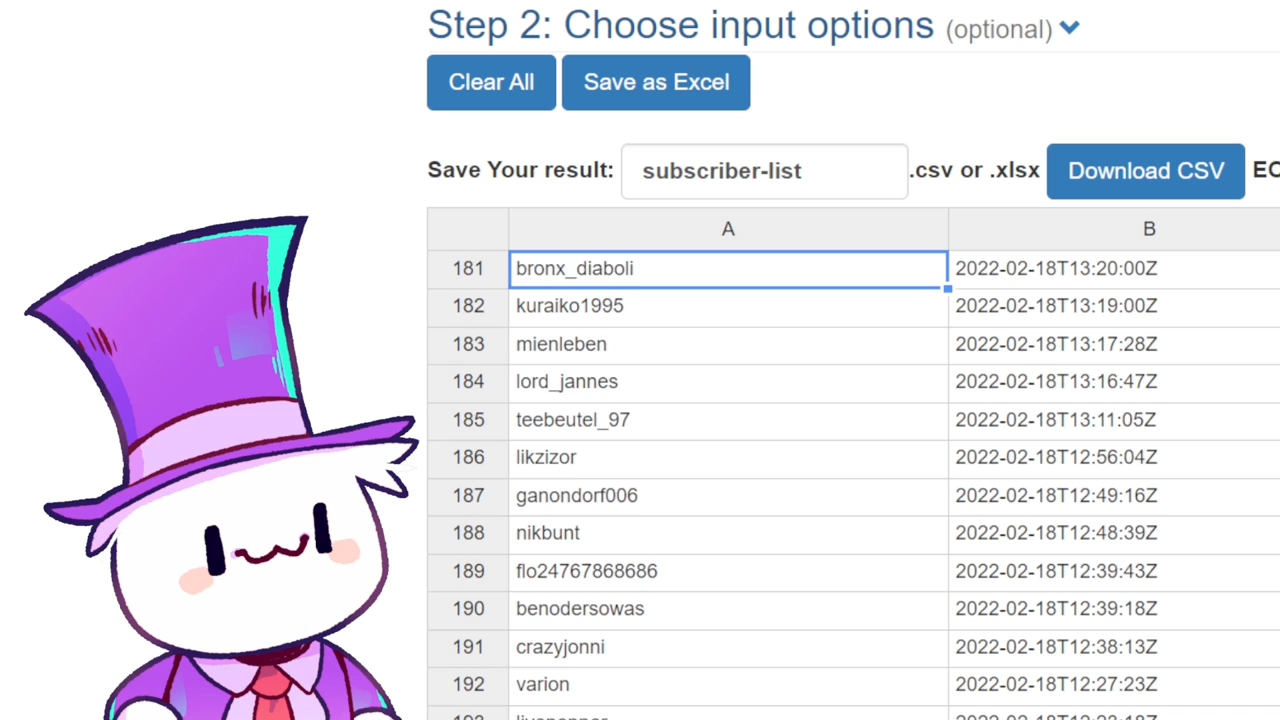 Step 2: Choose input options (optional)
Clear All Save as Excel
Save Your result: subscriber-list .csv or .xlsx Download CSV
A B
181 bronx_diaboli 2022-02-18T13:20:00Z
182 kuraiko1995 2022-02-18T13:19:00Z
183 mienleben 2022-02-18T13:17:28Z
184 lord_jannes 2022-02-18T13:16:47Z
185 teebeutel_97 2022-02-18T13:11:05Z
186 likzizor 2022-02-18T12:56:04Z
187 ganondorf006 2022-02-18T12:49:16Z
188 nikbunt 2022-02-18T12:48:39Z
189 flo24767868686 2022-02-18T12:39:43Z
190 benodersowas 2022-02-18T12:39:18Z
191 crazyjonni 2022-02-18T12:38:13Z
192 varion 2022-02-18T12:27:23Z